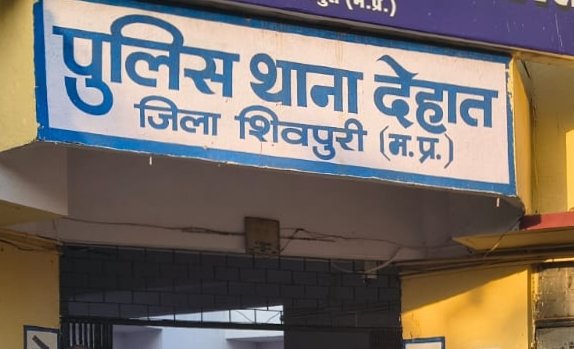 (म.प्र.)
पुलिस थाना देहात
जिला शिवपुरी (म.प्र.)